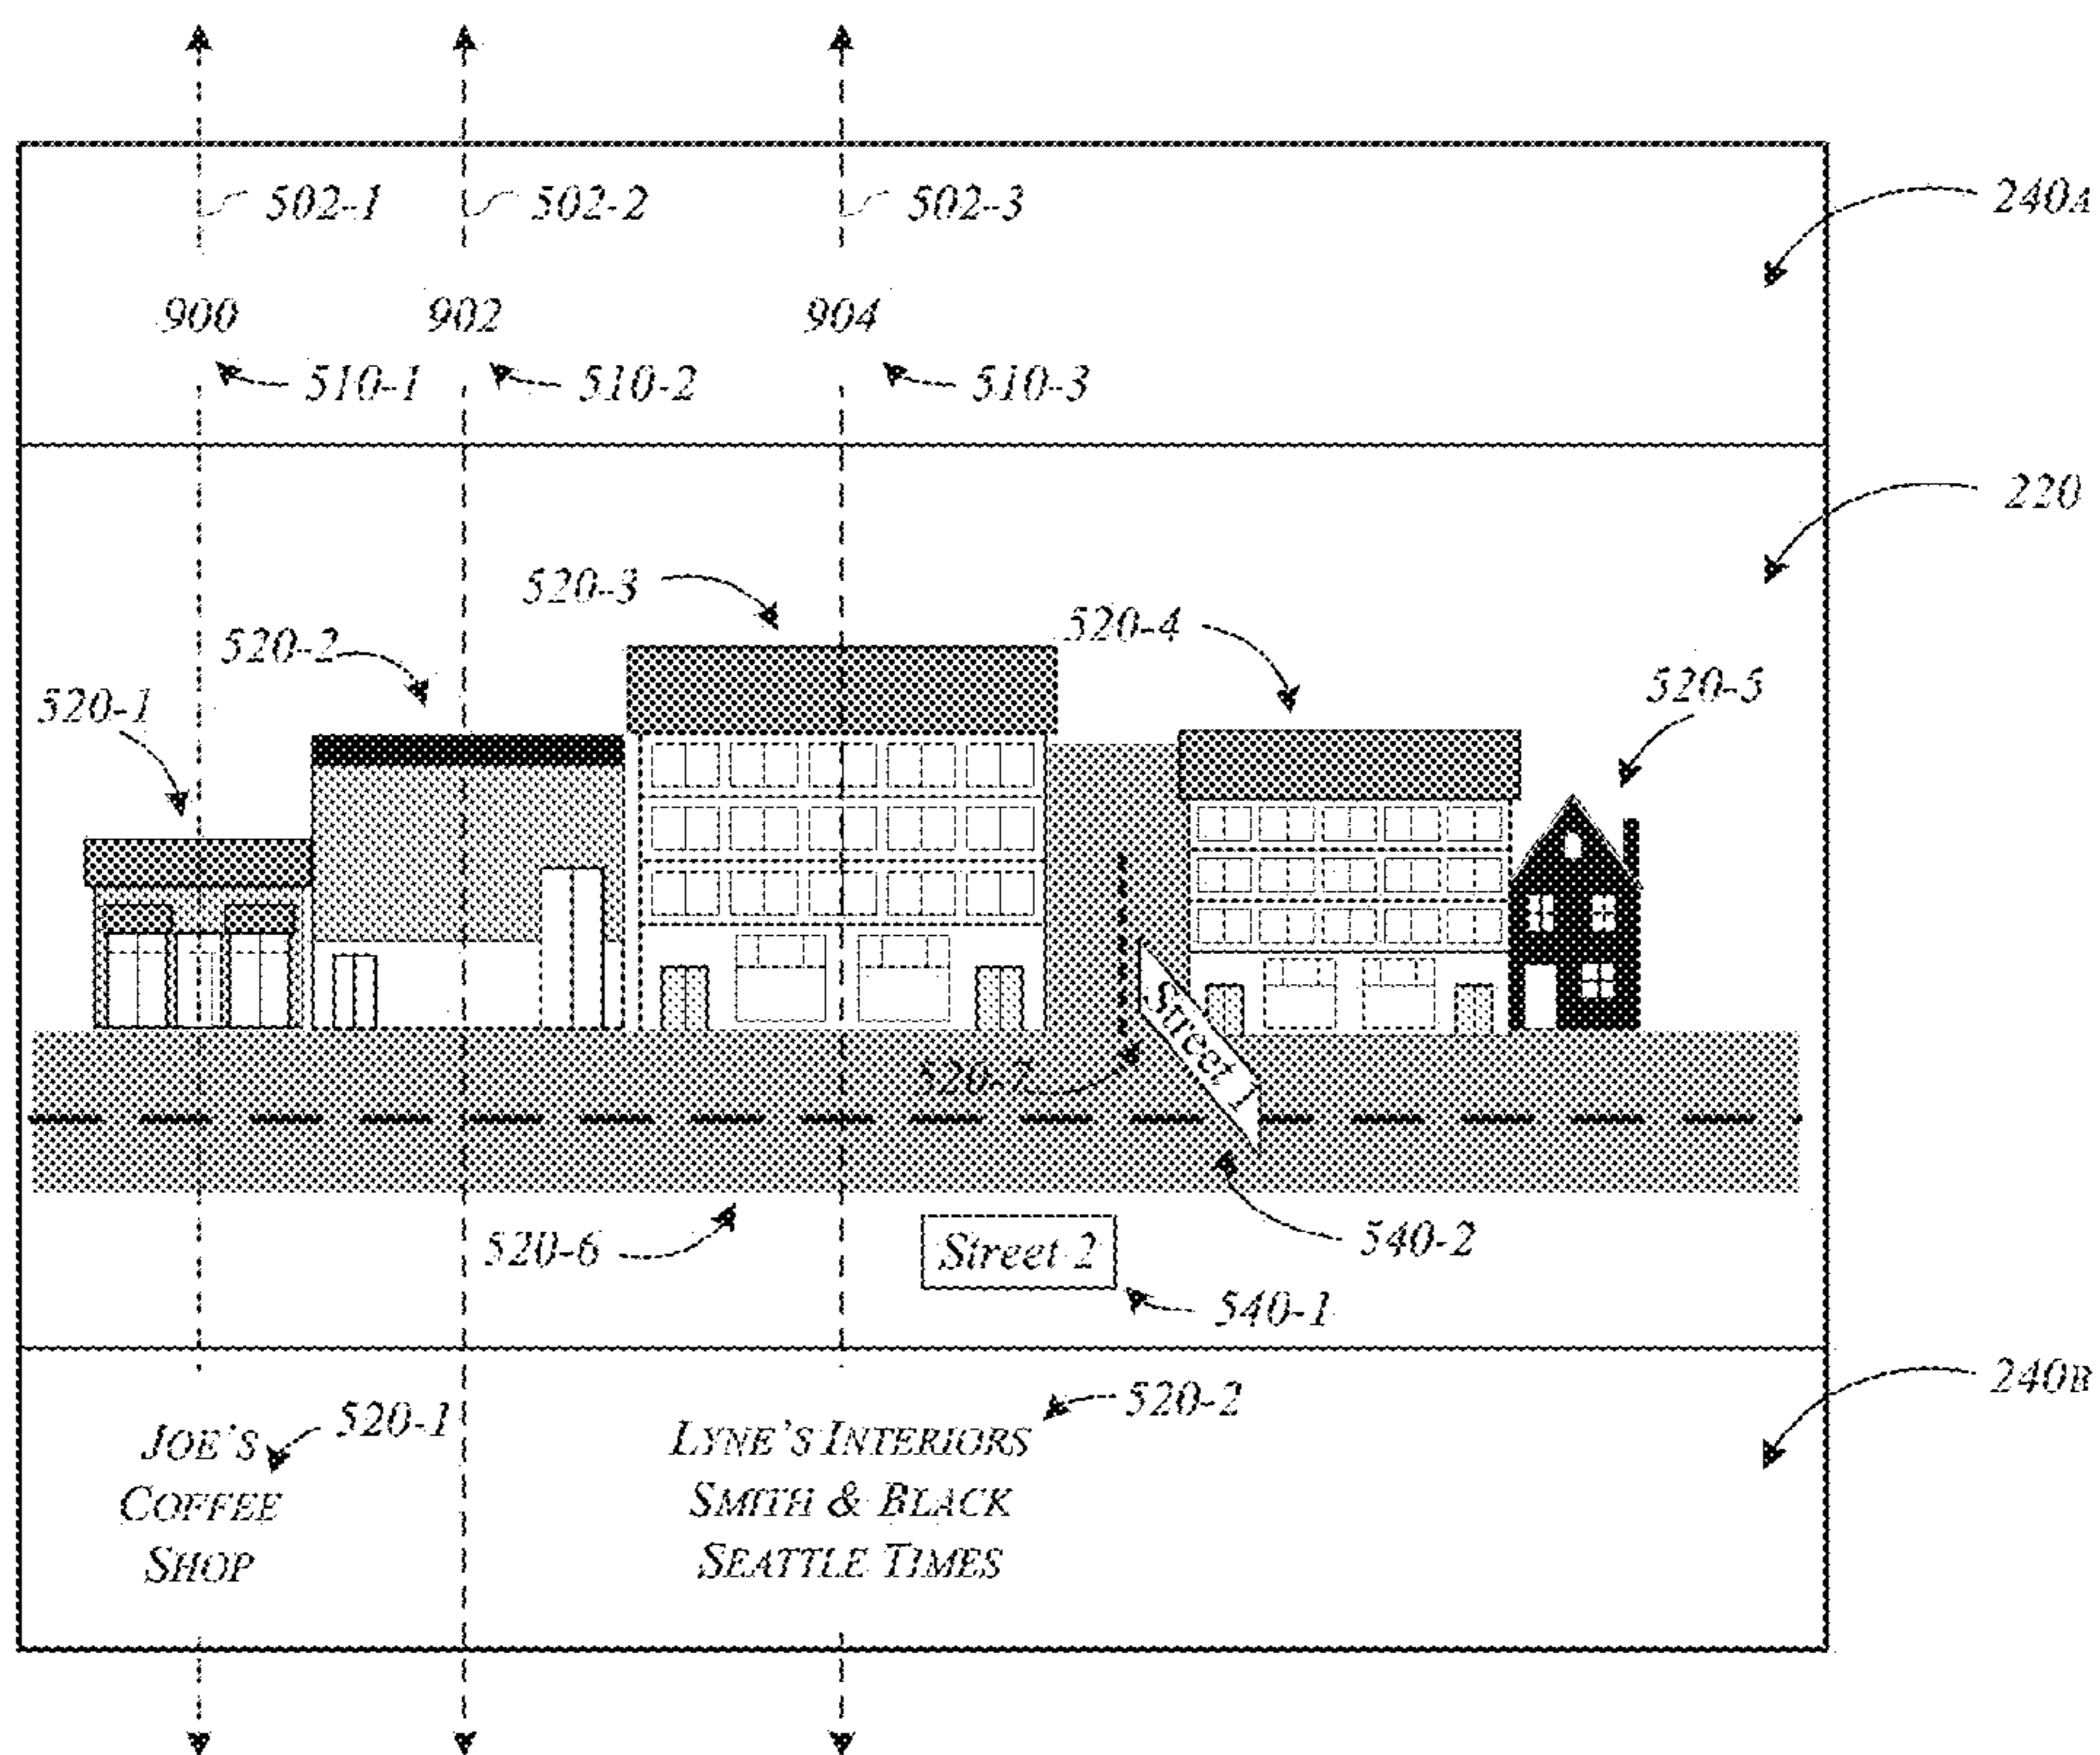 502-1 502-2 502-3 240A
900 902 904
510-1 510-2 510-3
220
520-3
520-4
520-2
520-5
520-1
Street 1
520-7
520-6 Street 2 540-2
540-1
240B
520-1 520-2
JOE'S
COFFEE
SHOP
LYNE'S INTERIORS
SMITH & BLACK
SEATTLE TIMES